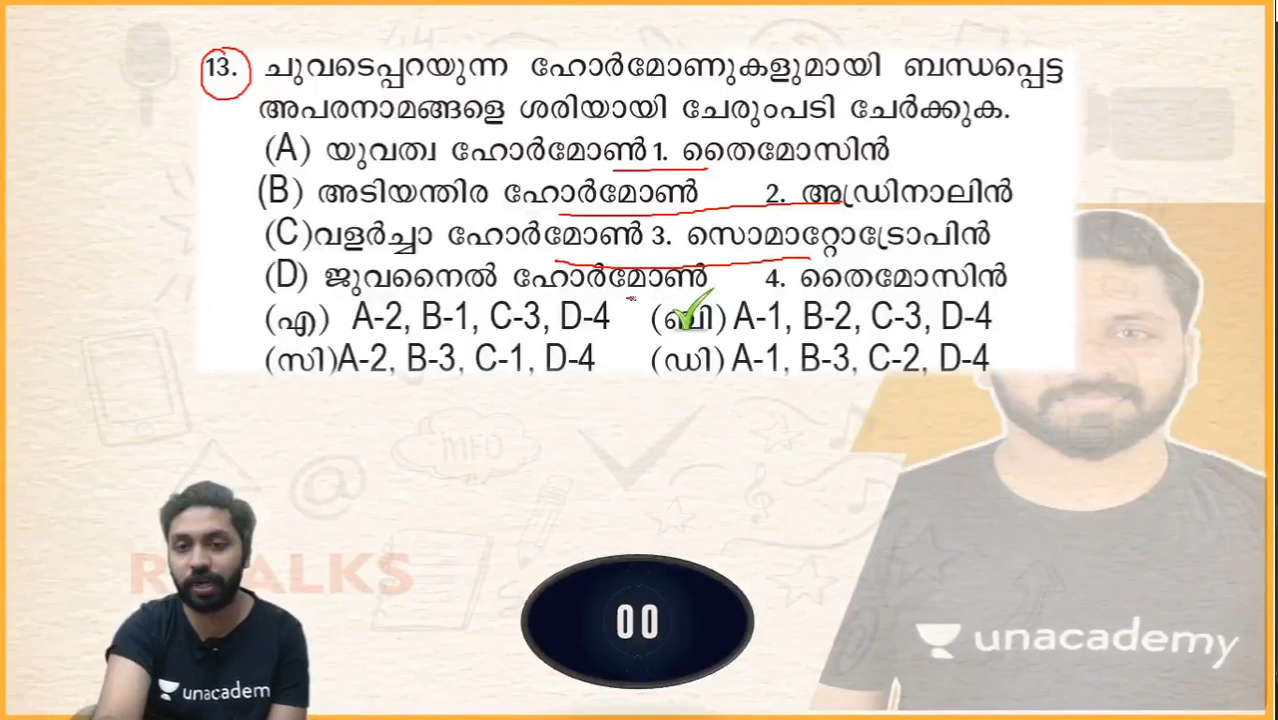 13. ചുവടെപ്പറയുന്ന ഹോർമോണുകളുമായി ബന്ധപ്പെട്ട
അപരനാമങ്ങളെ ശരിയായി ചേരുംപടി ചേർക്കുക.
(A) യുവത്വ ഹോർമോൺ 1. തൈമോസിൻ
(B) അടിയന്തിര ഹോർമോൺ 2. അഡ്രിനാലിൻ
(C)വളർച്ചാ ഹോർമോൺ 3. സൊമാറ്റോട്രോപിൻ
(D) ജുവനൈൽ ഹോർമോൺ 4. തൈമോസിൻ
(എ) A-2, B-1, C-3, D-4 (ബി) A-1, B-2, C-3, D-4
(സി)A-2, B-3, C-1, D-4 (ഡി) A-1, B-3, C-2, D-4
INFO
ALKS
00
unacademy
unacadem